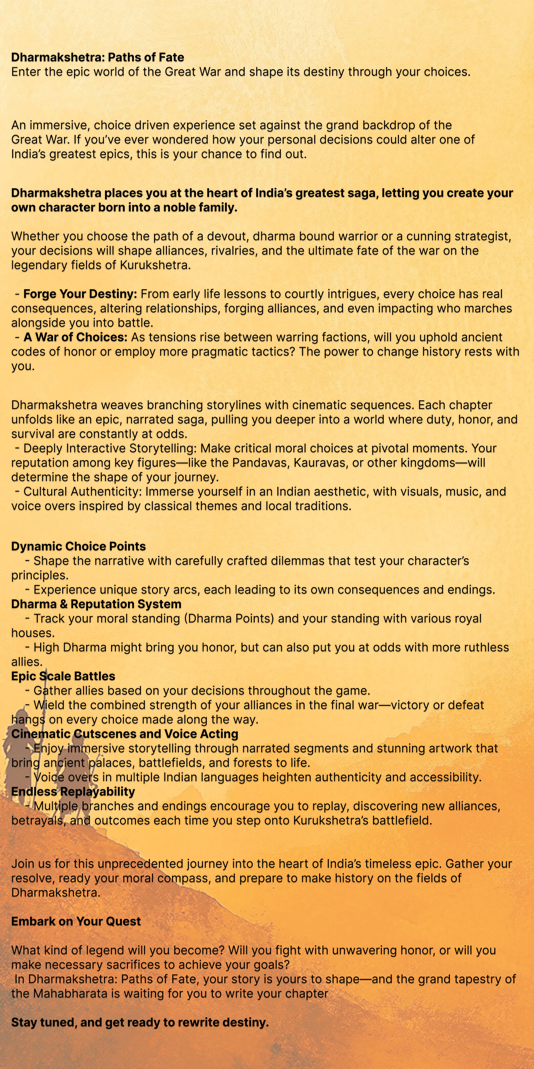 Dharmakshetra: Paths of Fate
Enter the epic world of the Great War and shape its destiny through your choices.
An immersive, choice driven experience set against the grand backdrop of the
Great War. If you’ve ever wondered how your personal decisions could alter one of
India’s greatest epics, this is your chance to find out.
Dharmakshetra places you at the heart of India’s greatest saga, letting you create your
own character born into a noble family.
Whether you choose the path of a devout, dharma bound warrior or a cunning strategist,
your decisions will shape alliances, rivalries, and the ultimate fate of the war on the
legendary fields of Kurukshetra.
- Forge Your Destiny: From early life lessons to courtly intrigues, every choice has real
consequences, altering relationships, forging alliances, and even impacting who marches
alongside you into battle.
- A War of Choices: As tensions rise between warring factions, will you uphold ancient
codes of honor or employ more pragmatic tactics? The power to change history rests with
you.
Dharmakshetra weaves branching storylines with cinematic sequences. Each chapter
unfolds like an epic, narrated saga, pulling you deeper into a world where duty, honor, and
survival are constantly at odds.
- Deeply Interactive Storytelling: Make critical moral choices at pivotal moments. Your
reputation among key figures—like the Pandavas, Kauravas, or other kingdoms—will
determine the shape of your journey.
- Cultural Authenticity: Immerse yourself in an Indian aesthetic, with visuals, music, and
voice overs inspired by classical themes and local traditions.
Dynamic Choice Points
- Shape the narrative with carefully crafted dilemmas that test your character’s
principles.
- Experience unique story arcs, each leading to its own consequences and endings.
Dharma & Reputation System
- Track your moral standing (Dharma Points) and your standing with various royal
houses.
- High Dharma might bring you honor, but can also put you at odds with more ruthless
allies.
Epic Scale Battles
- Gather allies based on your decisions throughout the game.
- Wield the combined strength of your alliances in the final war—victory or defeat
hangs on every choice made along the way.
Cinematic Cutscenes and Voice Acting
- Enjoy immersive storytelling through narrated segments and stunning artwork that
bring ancient palaces, battlefields, and forests to life.
- Voice overs in multiple Indian languages heighten authenticity and accessibility.
Endless Replayability
- Multiple branches and endings encourage you to replay, discovering new alliances,
betrayals, and outcomes each time you step onto Kurukshetra’s battlefield.
Join us for this unprecedented journey into the heart of India’s timeless epic. Gather your
resolve, ready your moral compass, and prepare to make history on the fields of
Dharmakshetra.
Embark on Your Quest
What kind of legend will you become? Will you fight with unwavering honor, or will you
make necessary sacrifices to achieve your goals?
In Dharmakshetra: Paths of Fate, your story is yours to shape—and the grand tapestry of
the Mahabharata is waiting for you to write your chapter
Stay tuned, and get ready to rewrite destiny.